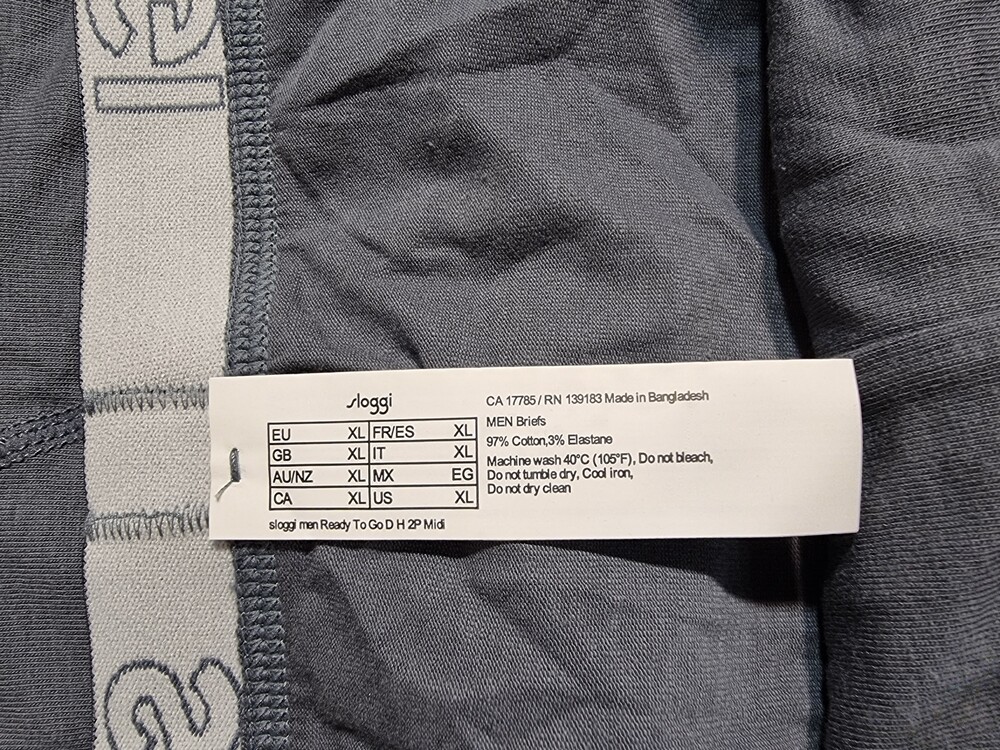 sloggi
EU XL FR/ES XL
GB XL IT XL
AU/NZ XL MX EG
CA XL US XL
sloggi men Ready To Go D H 2P Midi
CA 17785 / RN 139183 Made in Bangladesh
MEN Briefs
97% Cotton,3% Elastane
Machine wash 40°C (105°F), Do not bleach,
Do not tumble dry, Cool iron,
Do not dry clean